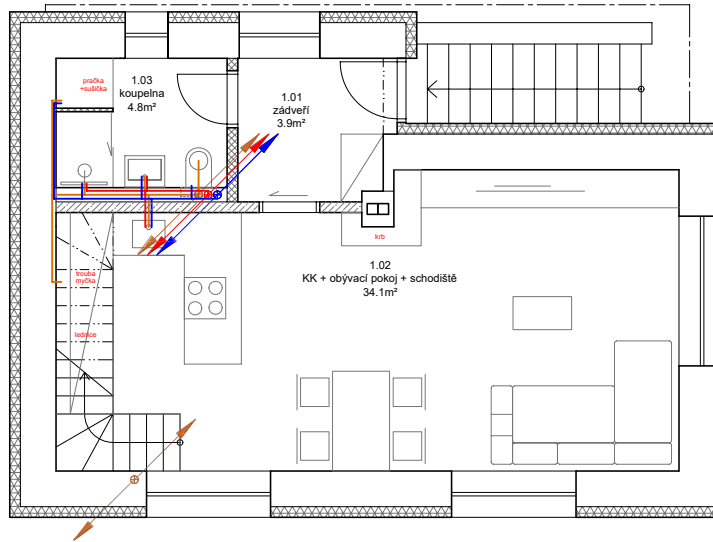 pračka
+sušička
1.03
koupelna
4.8m²
1.01
zádveří
3.9m²
krb
1.02
KK + obývací pokoj + schodiště
34.1m²
trouba
myčka
lednice